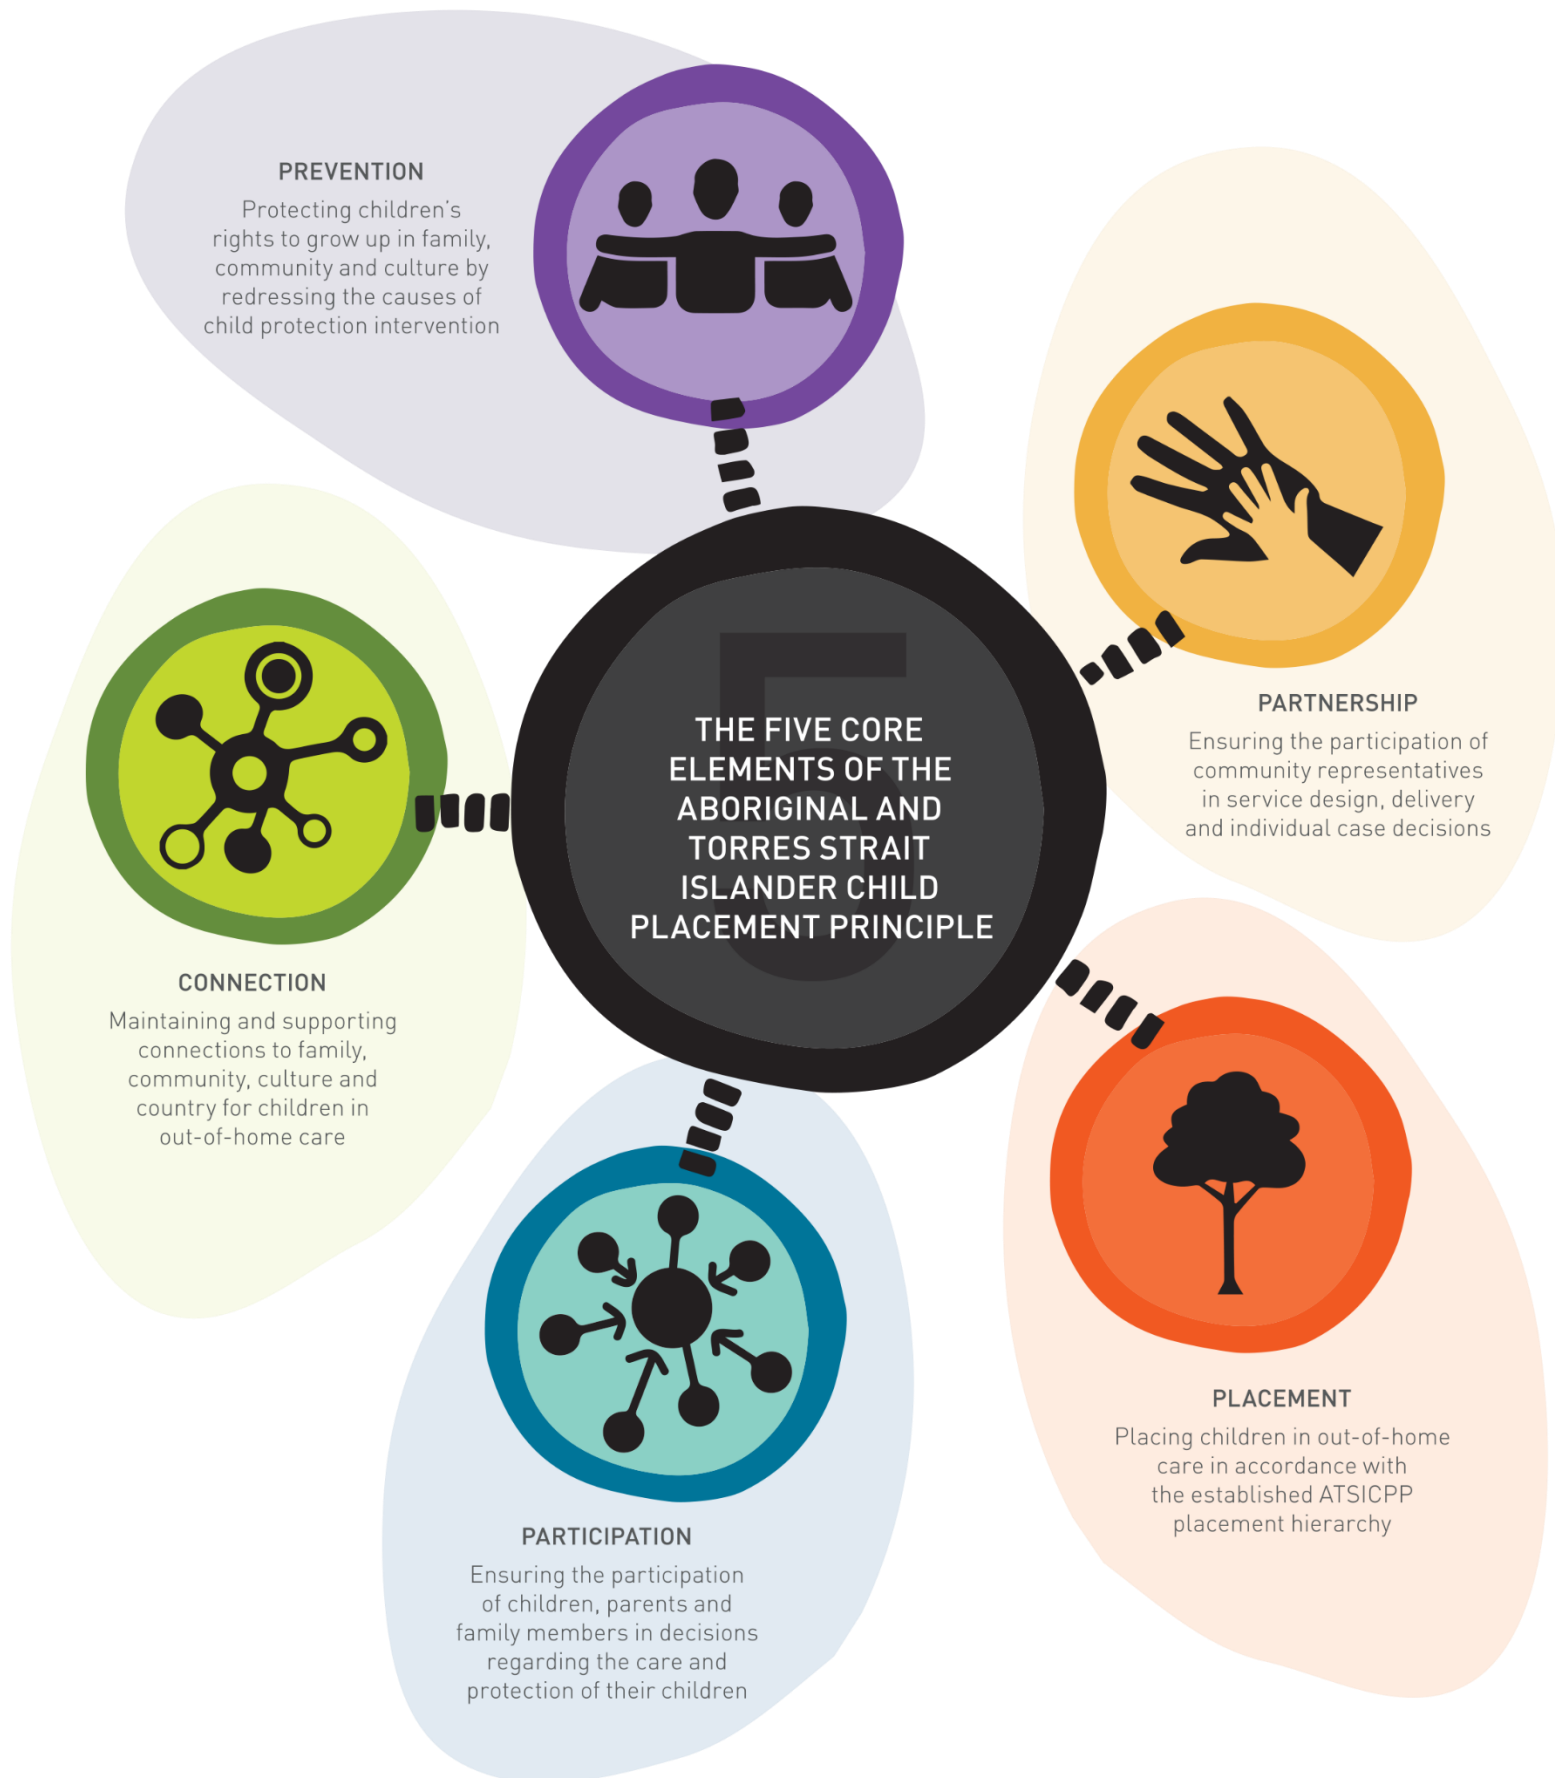 PREVENTION
Protecting children's
rights to grow up in family,
community and culture by
redressing the causes of
child protection intervention
PARTNERSHIP
Ensuring the participation of
community representatives
in service design, delivery
and individual case decisions
5
THE FIVE CORE
ELEMENTS OF THE
ABORIGINAL AND
TORRES STRAIT
ISLANDER CHILD
PLACEMENT PRINCIPLE
CONNECTION
Maintaining and supporting
connections to family,
community, culture and
country for children in
out-of-home care
PLACEMENT
Placing children in out-of-home
care in accordance with
the established ATSICPP
placement hierarchy
PARTICIPATION
Ensuring the participation
of children, parents and
family members in decisions
regarding the care and
protection of their children